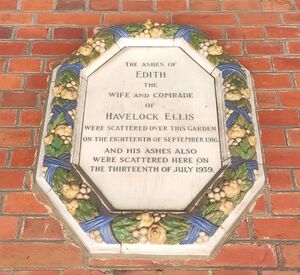 THE ASHES OF
EDITH
THE
WIFE AND COMRADE
OF
HAVELOCK ELLIS
WERE SCATTERED OVER THIS GARDEN
ON THE EIGHTEENTH OF SEPTEMBER 1916.
AND HIS ASHES ALSO
WERE SCATTERED HERE ON
THE THIRTEENTH OF JULY 1939.